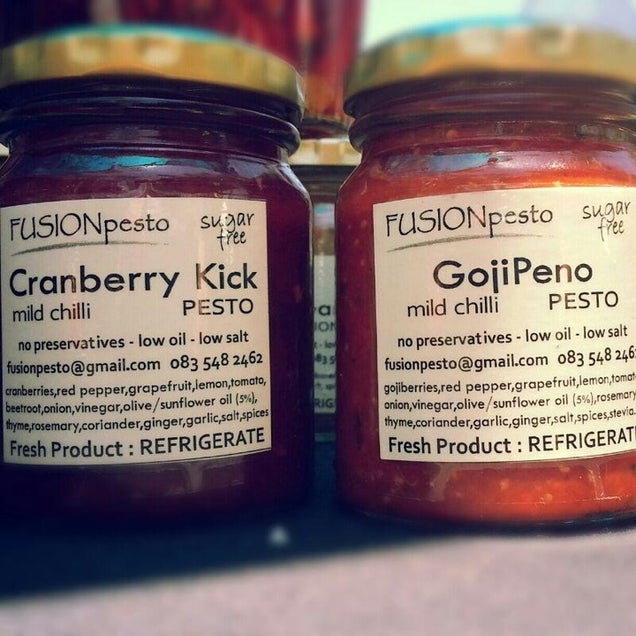 FUSIONpesto sugar free
Cranberry Kick
mild chilli PESTO
no preservatives - low oil - low salt
fusionpesto@gmail.com 083 548 2462
cranberries,red pepper,grapefruit,lemon,tomato,
beetroot,onion,vinegar,olive/sunflower oil (5%),
thyme,rosemary,coriander,ginger,garlic,salt,spices
Fresh Product : REFRIGERATE
FUSIONpesto sugar free
GojiPeno
mild chilli PESTO
no preservatives - low oil - low salt
fusionpesto@gmail.com 083 548 2462
gojiberries,red pepper,grapefruit,lemon,tomato
onion,vinegar,olive/sunflower oil (5%),rosemary
thyme,coriander,garlic,ginger,salt,spices,stevia.
Fresh Product : REFRIGERATE